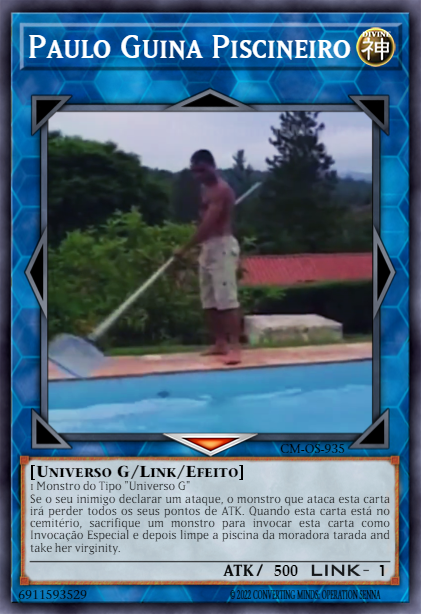 Paulo Guina Piscineiro
DIVINE
神
CM-OS-935
[Universo G/Link/Efeito]
1 Monstro do Tipo "Universo G"
Se o seu inimigo declarar um ataque, o monstro que ataca esta carta
irá perder todos os seus pontos de ATK. Quando esta carta está no
cemitério, sacrifique um monstro para invocar esta carta como
Invocação Especial e depois limpe a piscina da moradora tarada and
take her virginity.
ATK/ 500 LINK- 1
6911593529
©2022 CONVERTING MINDS, OPERATION SENNA